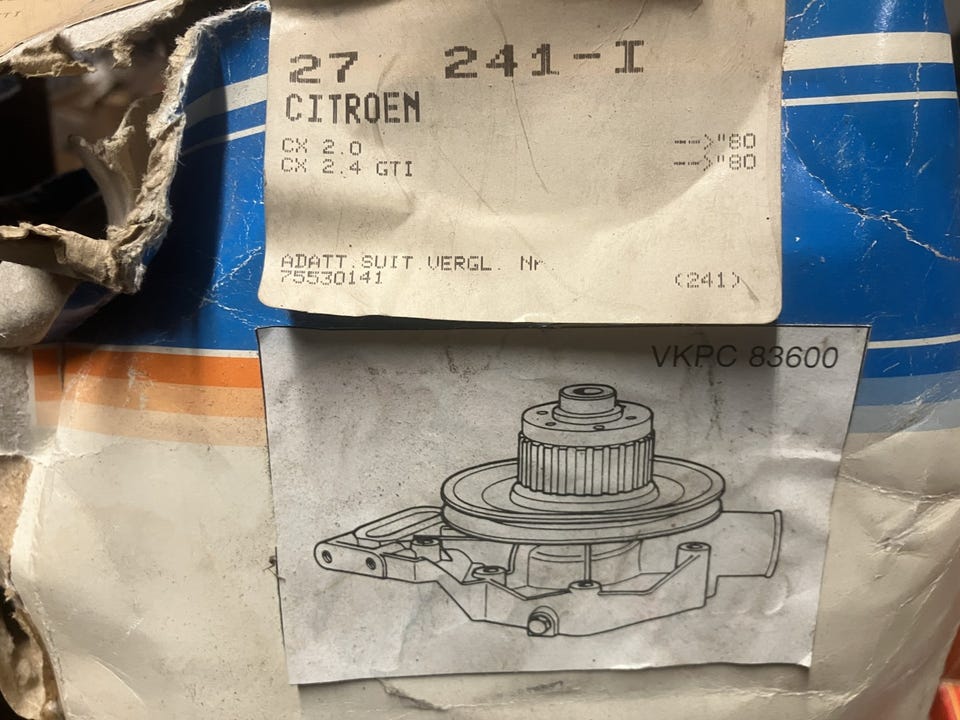 27 241-I
CITROEN
CX 2.0 --->"80
CX 2.4 GTI --->"80
ADATT.SUIT.VERGL. Nr
75530141 (241)
VKPC 83600